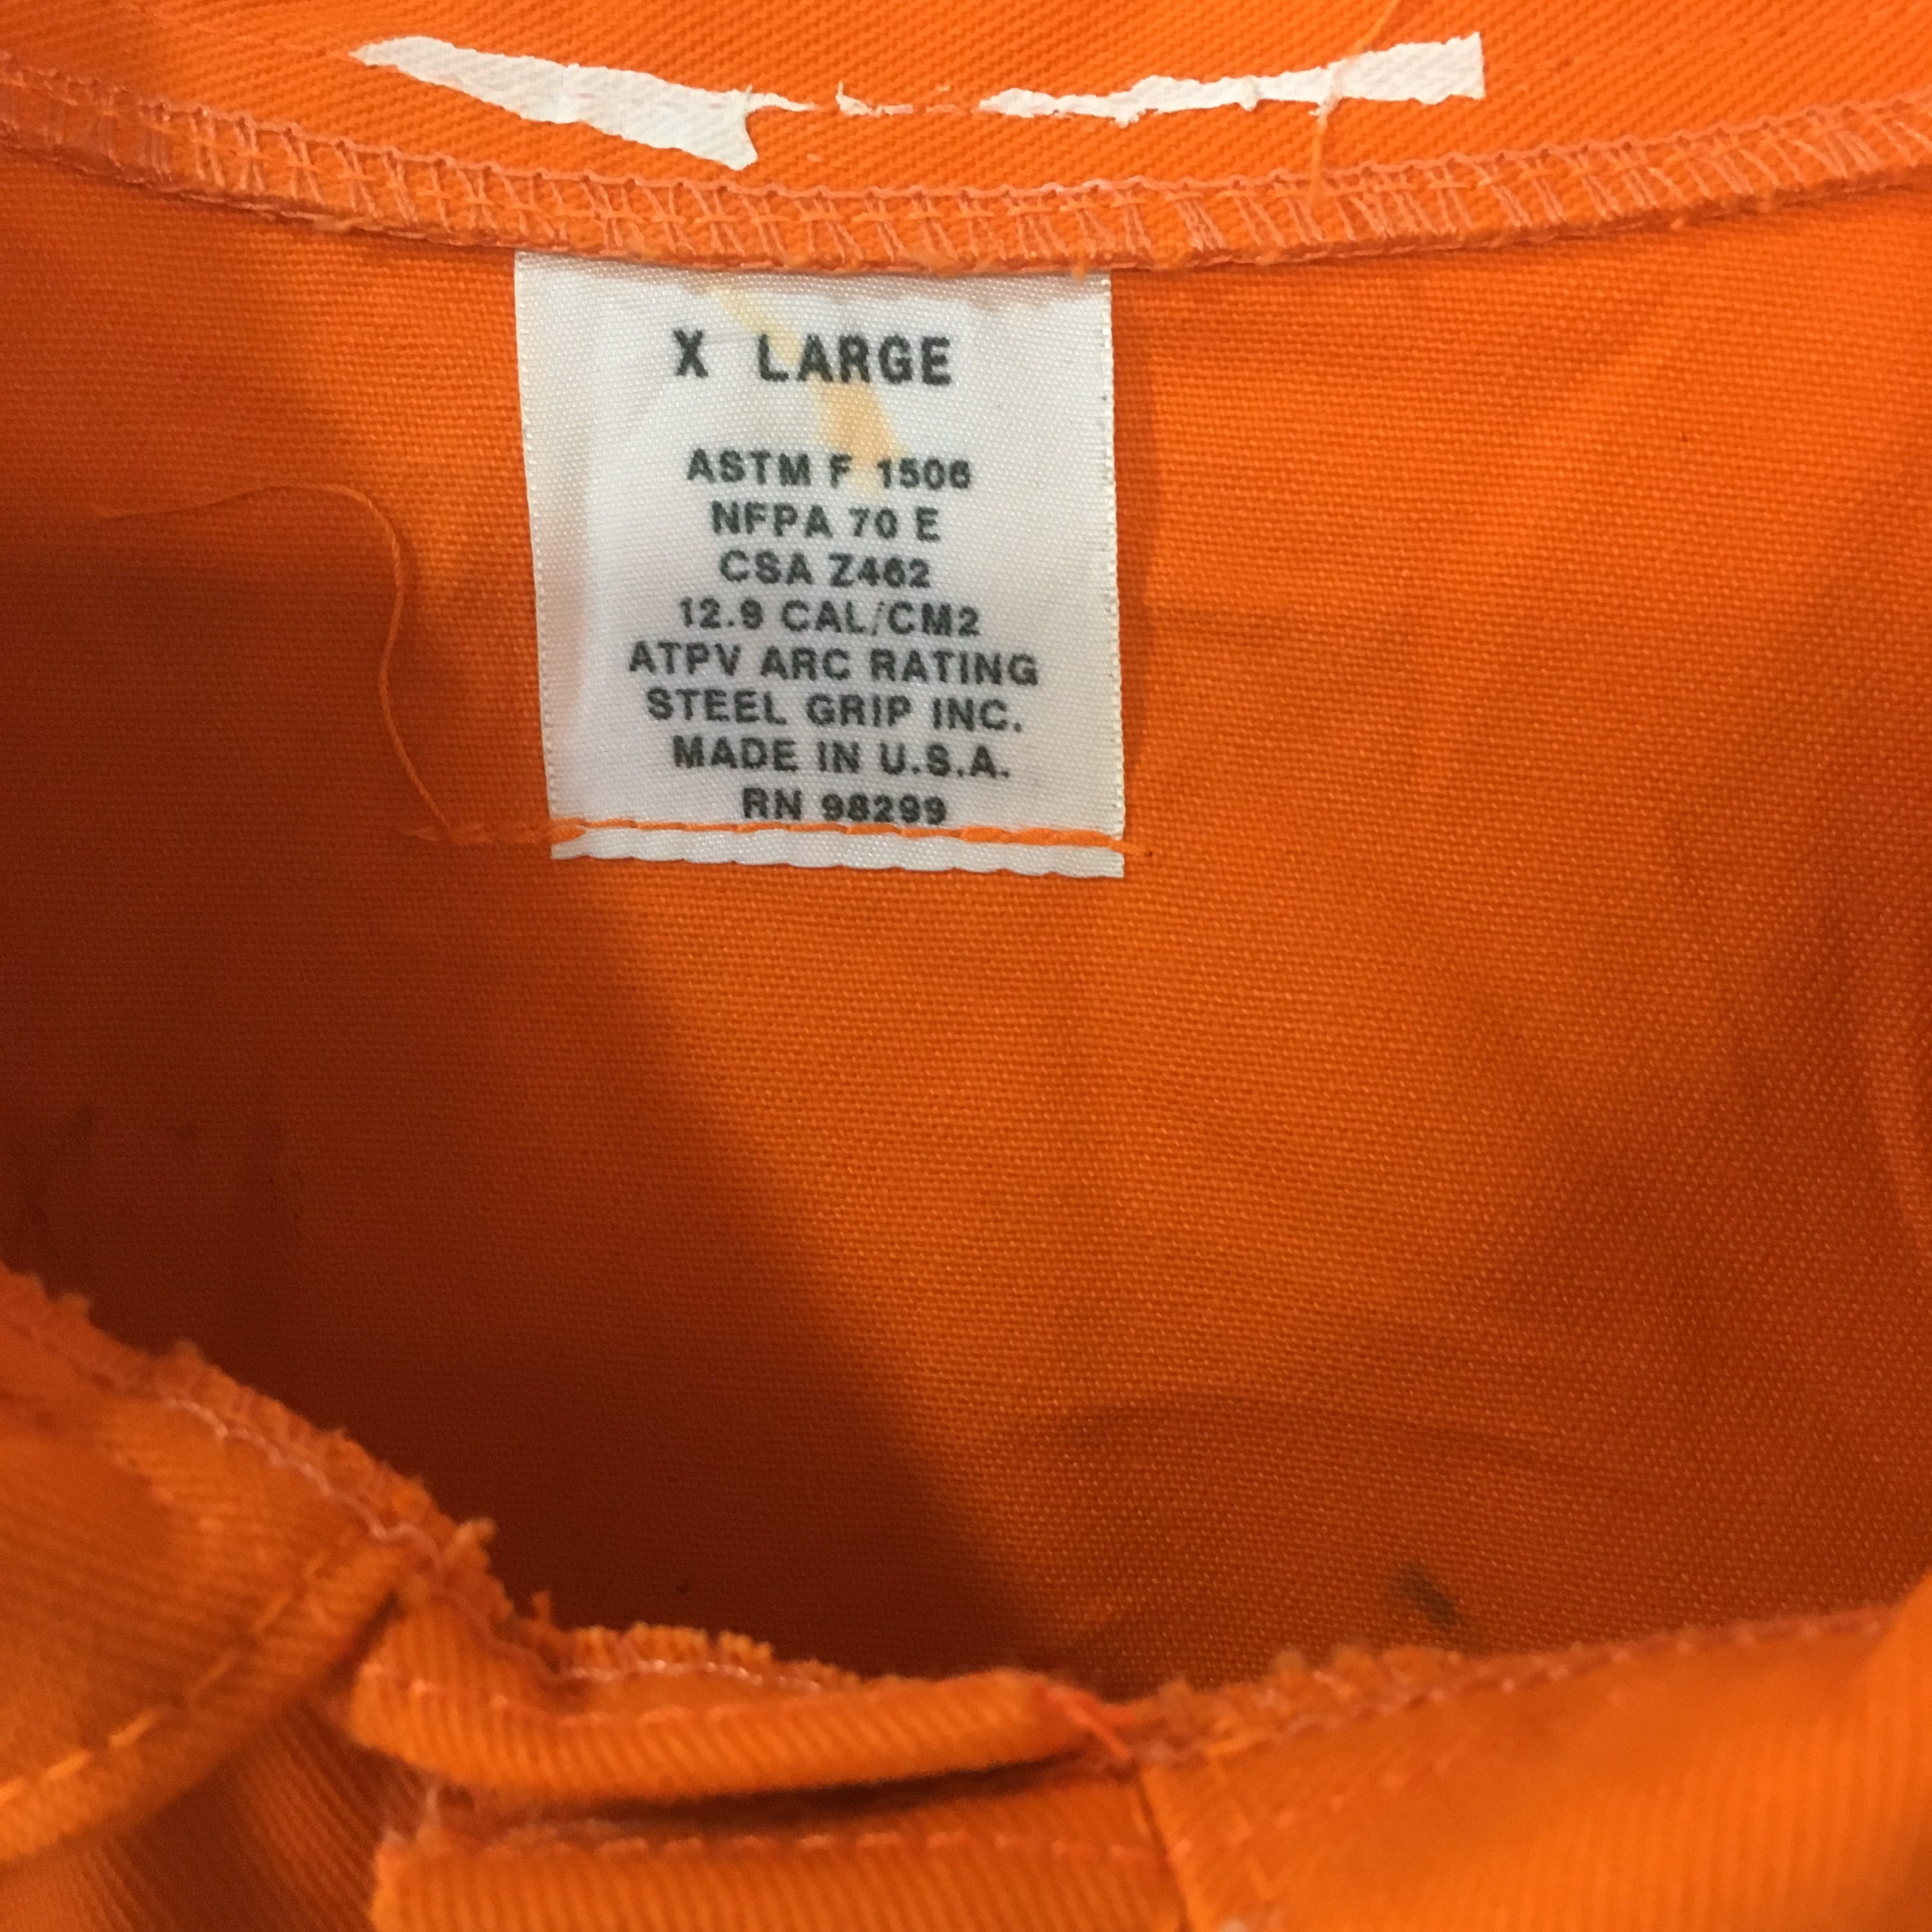 X LARGE
ASTM F 1506
NFPA 70 E
CSA Z462
12.9 CAL/CM2
ATPV ARC RATING
STEEL GRIP INC.
MADE IN U.S.A.
RN 98299